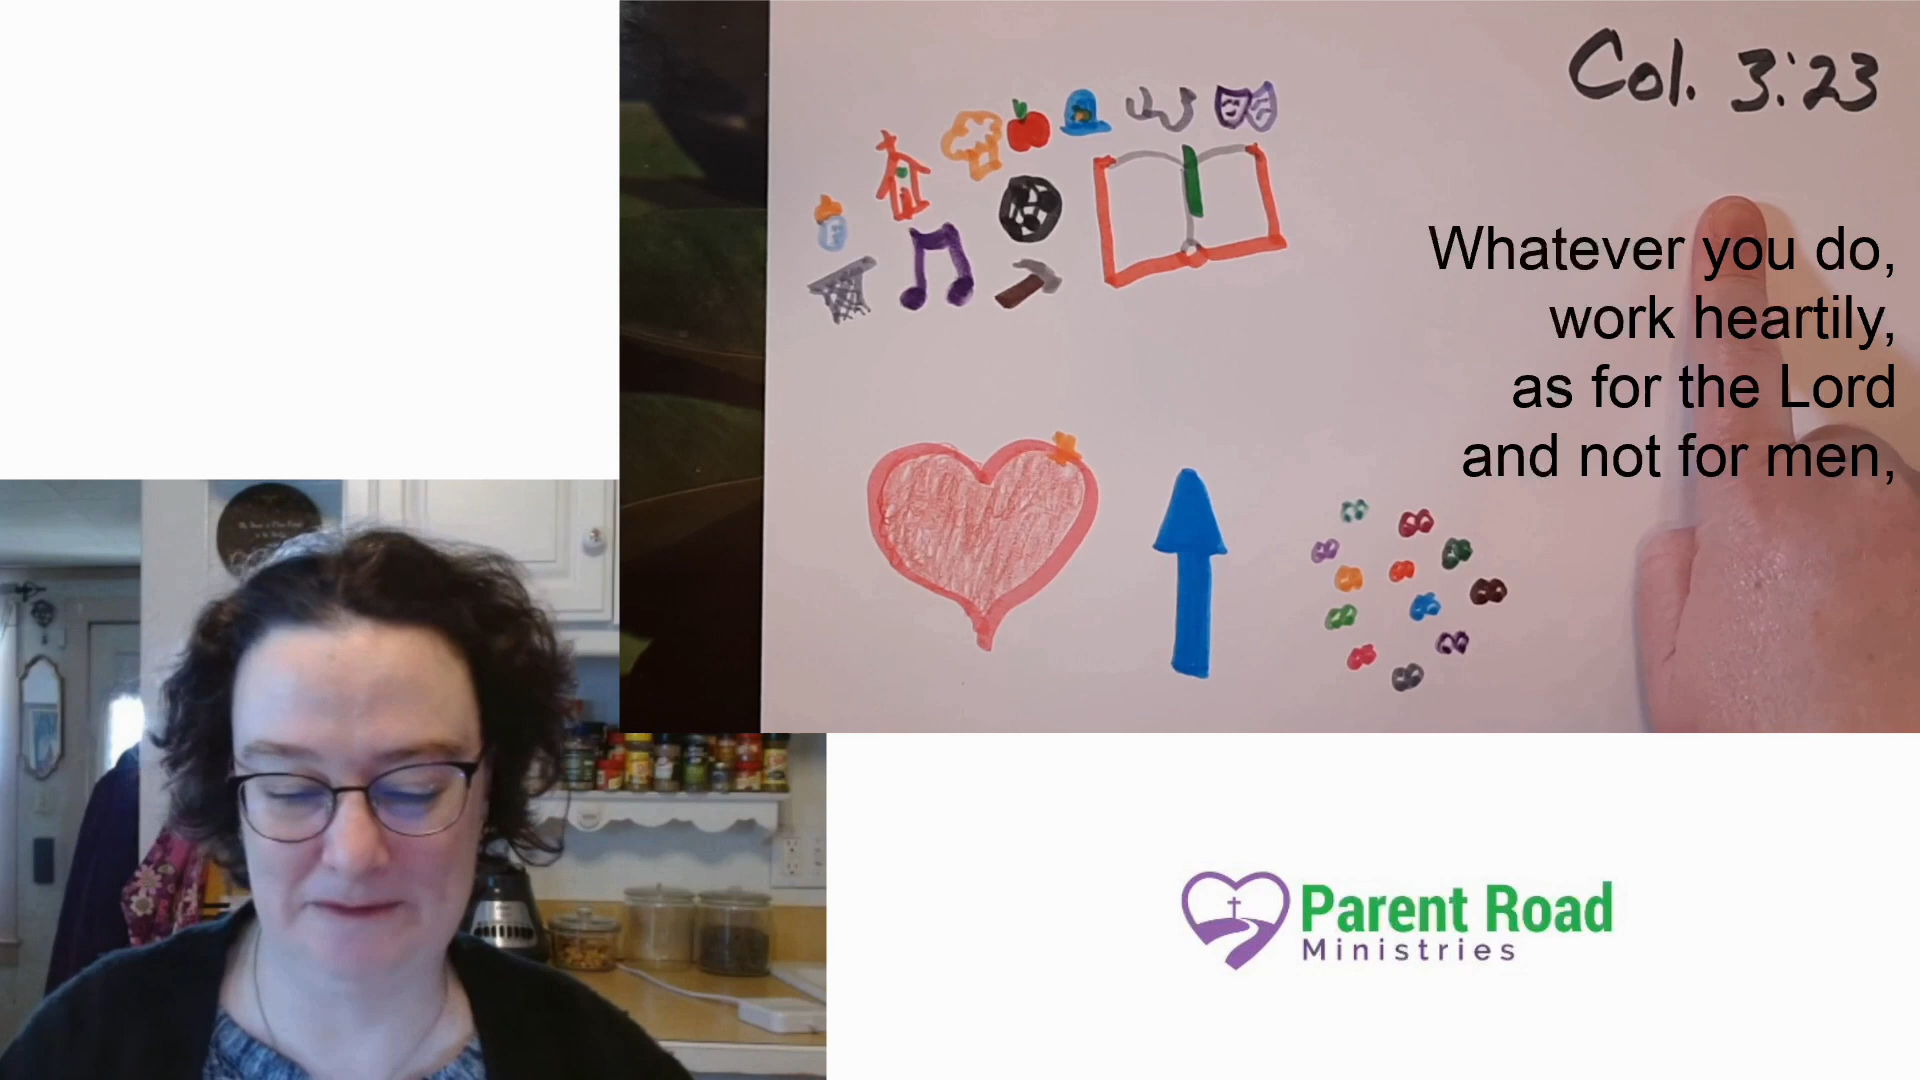 Col. 3:23
Whatever you do,
work heartily,
as for the Lord
and not for men,
Parent Road
Ministries